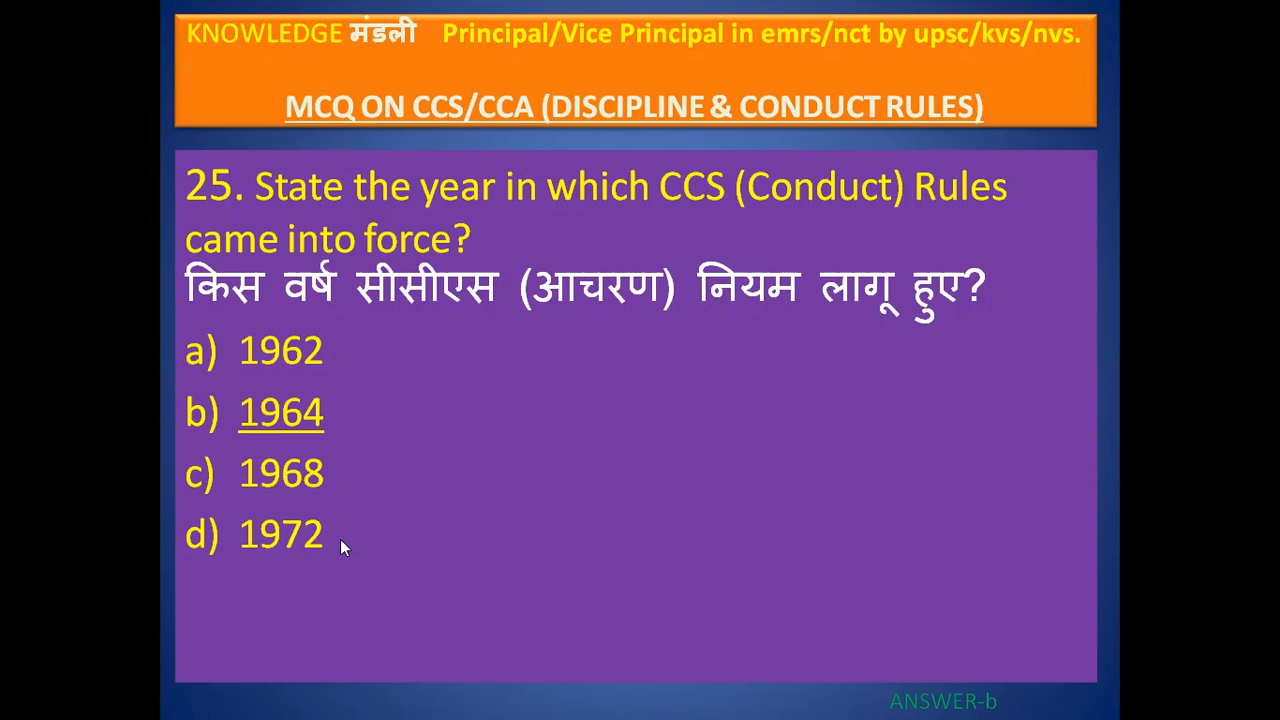 KNOWLEDGE मंडली Principal/Vice Principal in emrs/nct by upsc/kvs/nvs.
MCQ ON CCS/CCA (DISCIPLINE & CONDUCT RULES)
25. State the year in which CCS (Conduct) Rules
came into force?
किस वर्ष सीसीएस (आचरण) नियम लागू हुए?
a) 1962
b) 1964
c) 1968
d) 1972
ANSWER-b